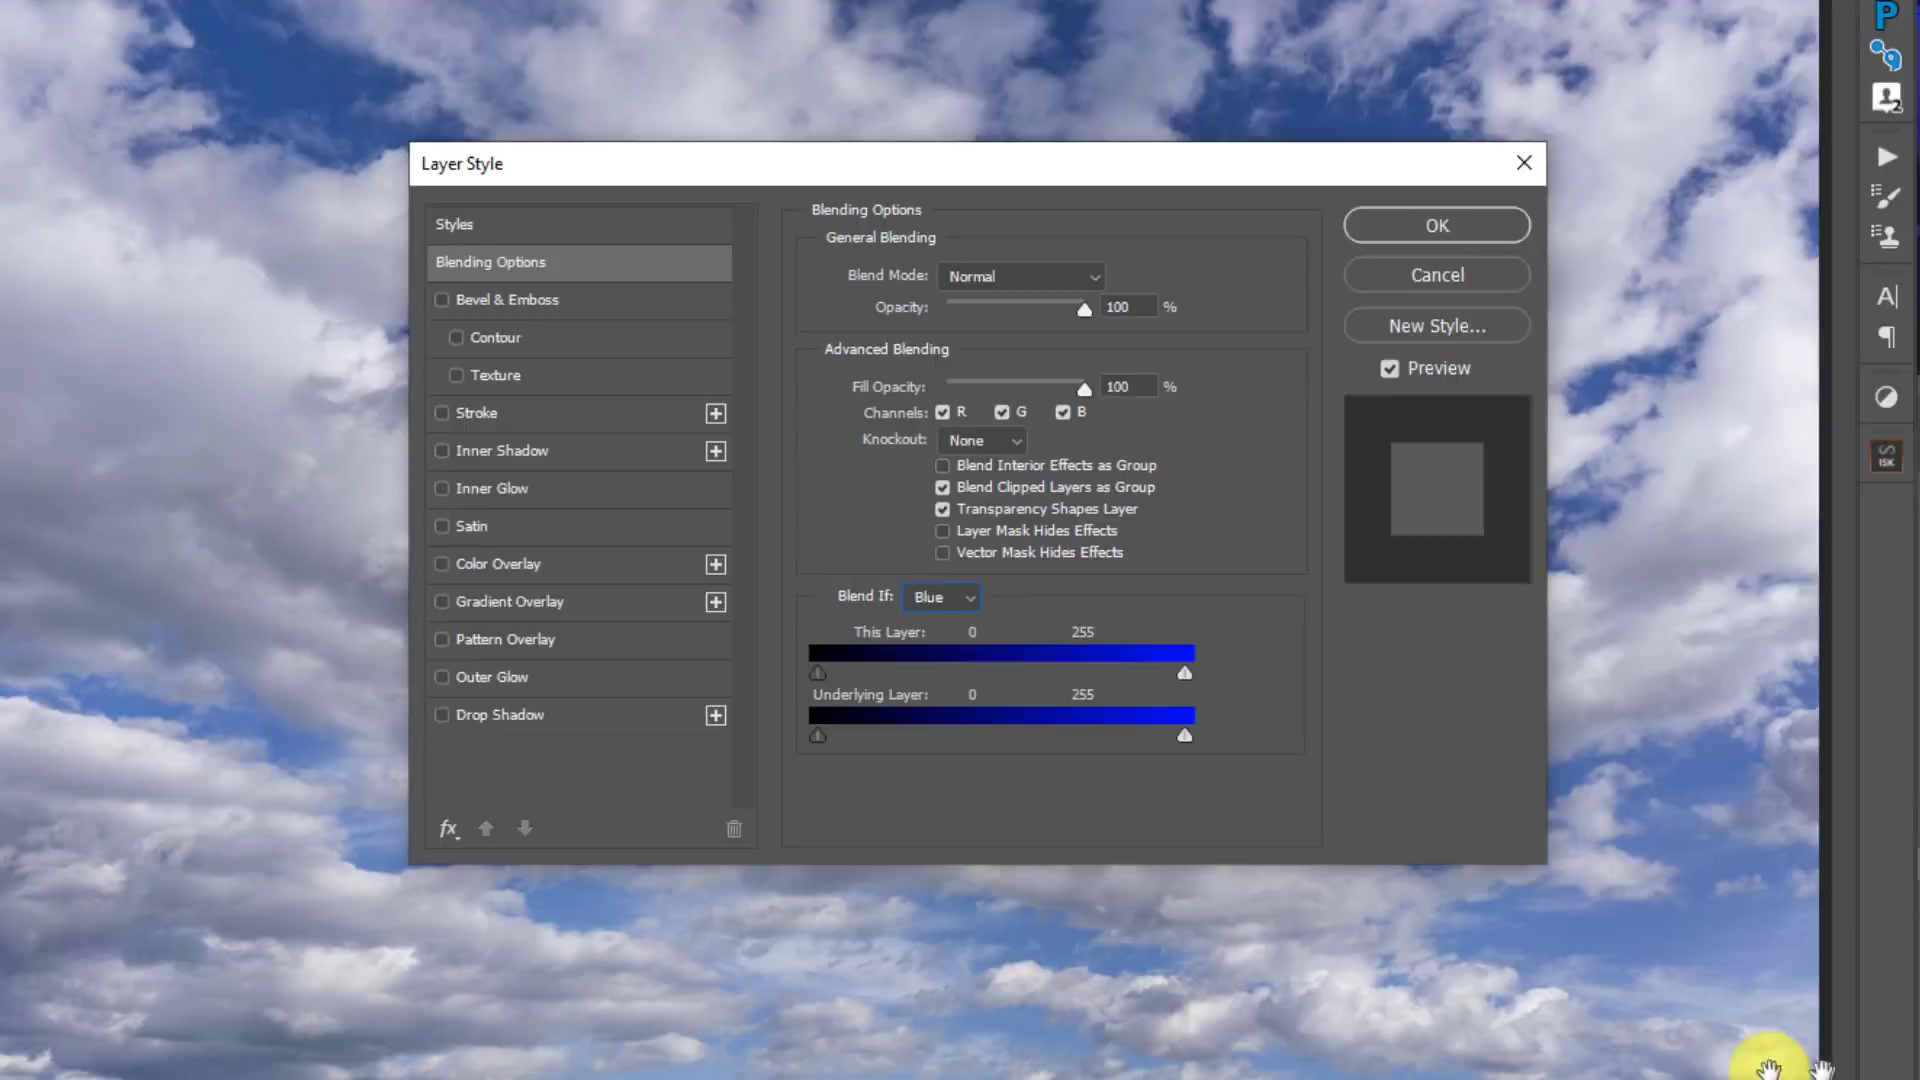 Layer Style
Styles
Blending Options
Bevel & Emboss
Contour
Texture
Stroke
Inner Shadow
Inner Glow
Satin
Color Overlay
Gradient Overlay
Pattern Overlay
Outer Glow
Drop Shadow
fx
Blending Options
General Blending
Blend Mode: Normal
Opacity: 100 %
Advanced Blending
Fill Opacity: 100 %
Channels: R G B
Knockout: None
Blend Interior Effects as Group
Blend Clipped Layers as Group
Transparency Shapes Layer
Layer Mask Hides Effects
Vector Mask Hides Effects
Blend If: Blue
This Layer: 0 255
Underlying Layer: 0 255
OK
Cancel
New Style...
Preview
P
2
A
¶
ISK